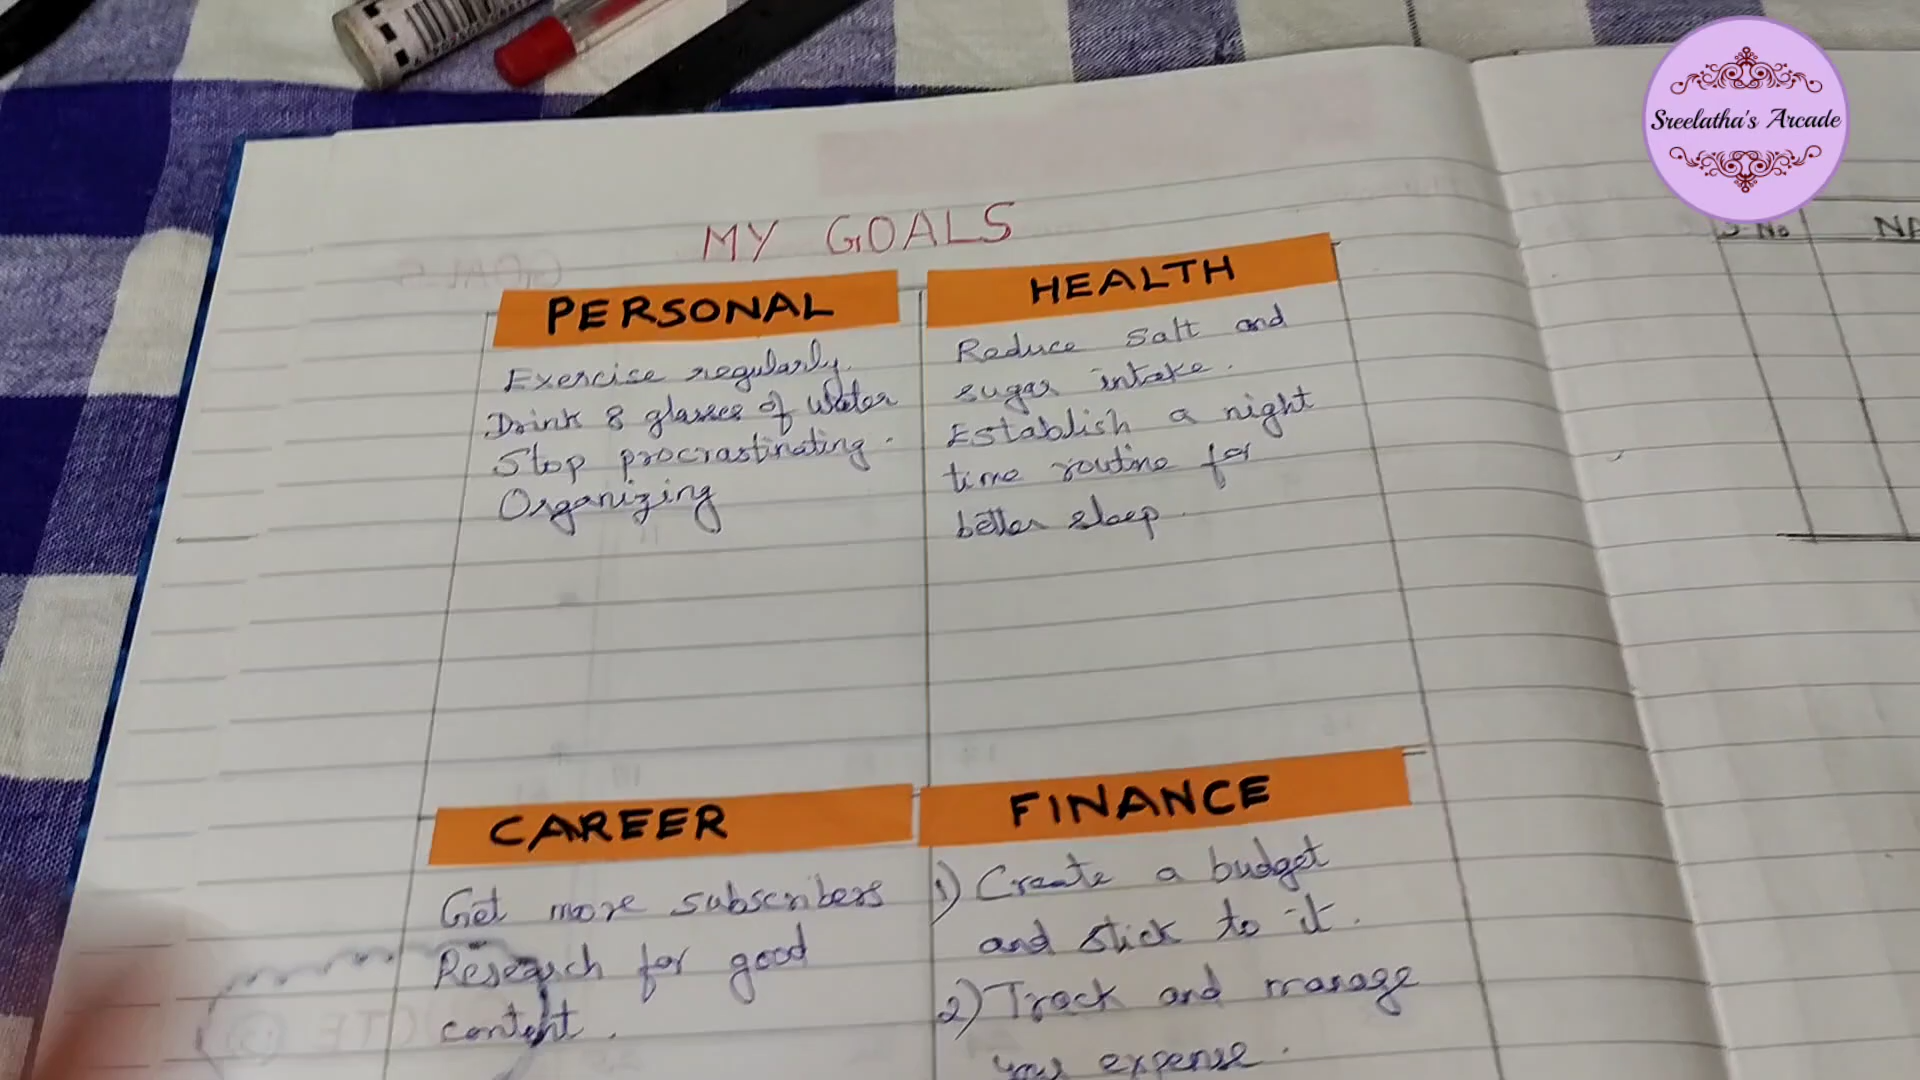 Sreelatha's Arcade
MY GOALS
PERSONAL
Exercise regularly.
Drink 8 glasses of water
Stop procrastinating.
Organizing
HEALTH
Reduce salt and
sugar intake.
Establish a night
time routine for
better sleep.
CAREER
Get more subscribers
Research for good
content.
FINANCE
1) Create a budget
and stick to it.
2) Track and manage
your expense.
S No